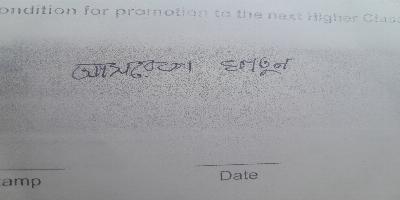 ondition for promotion to the next Higher Class
খাতুন
amp
Date